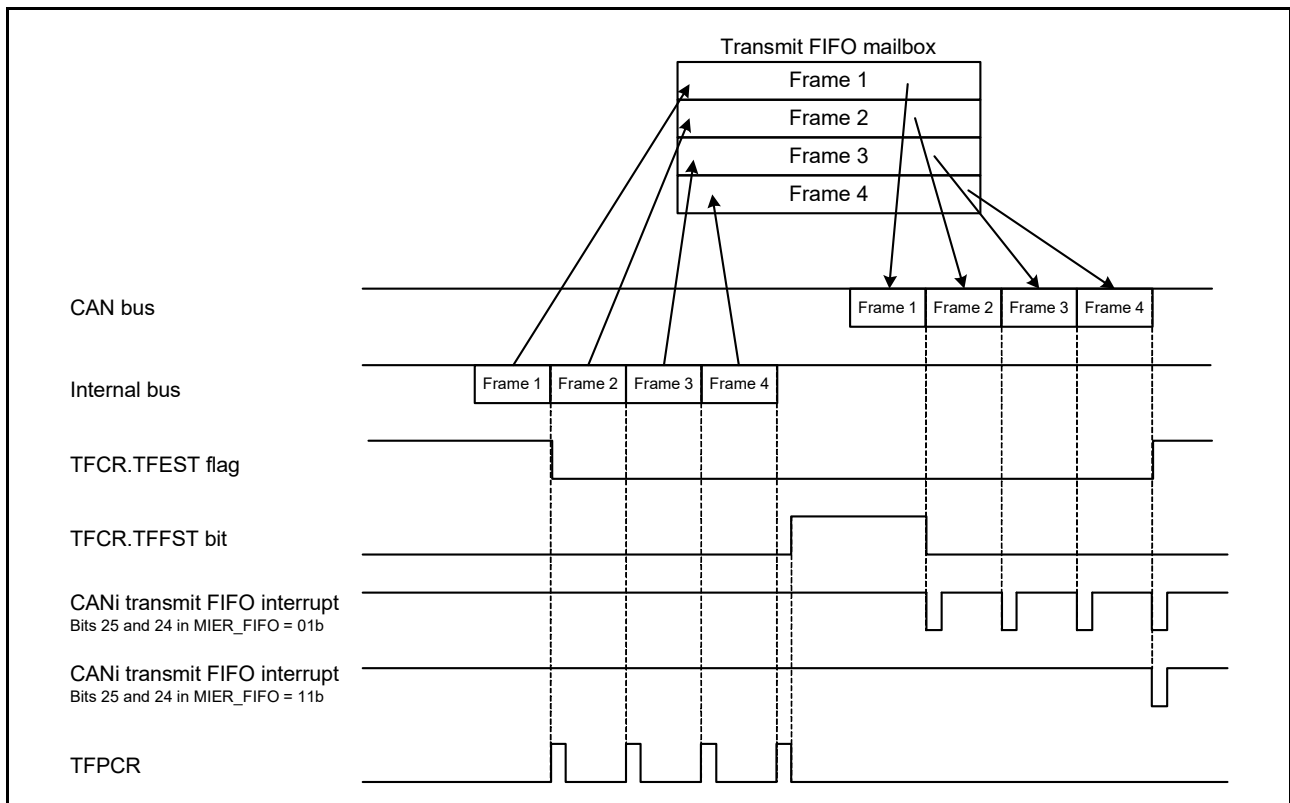 Transmit FIFO mailbox
Frame 1
Frame 2
Frame 3
Frame 4
CAN bus
Frame 1 Frame 2 Frame 3 Frame 4
Internal bus
Frame 1 Frame 2 Frame 3 Frame 4
TFCR.TFEST flag
TFCR.TFFST bit
CANi transmit FIFO interrupt
Bits 25 and 24 in MIER_FIFO = 01b
CANi transmit FIFO interrupt
Bits 25 and 24 in MIER_FIFO = 11b
TFPCR